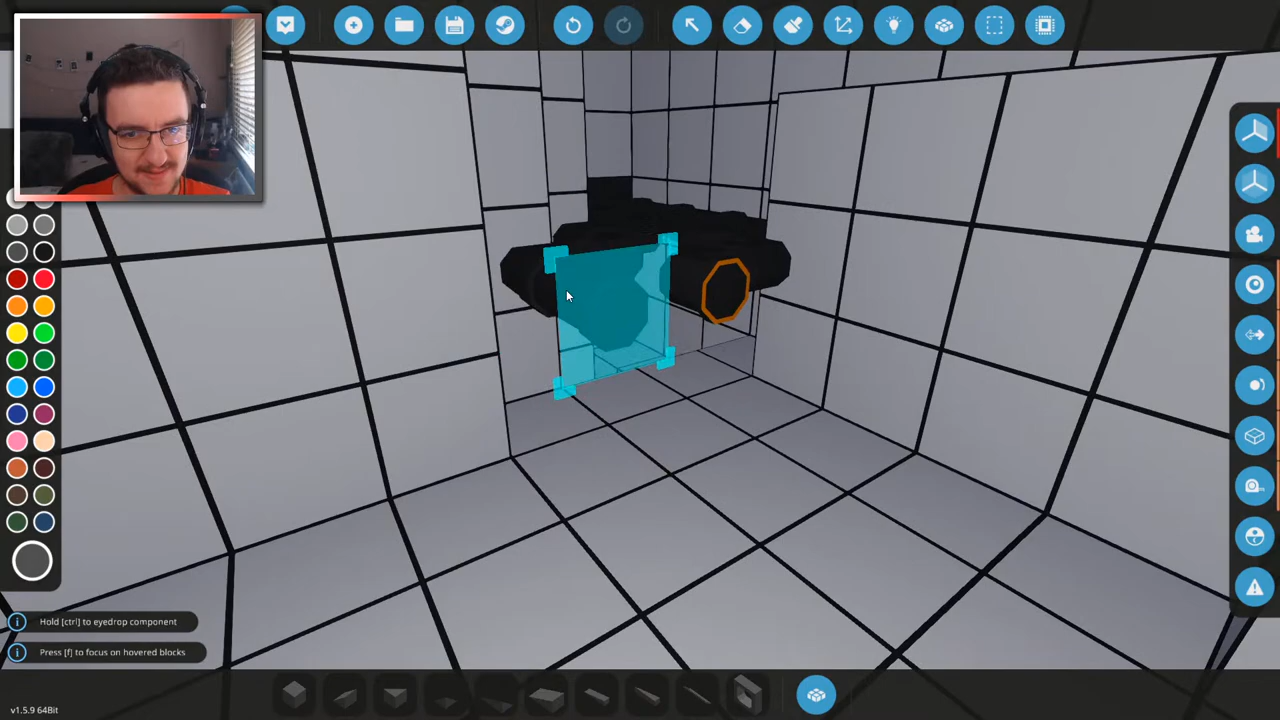 Hold [ctrl] to eyedrop component
Press [f] to focus on hovered blocks
v1.5.9 64Bit